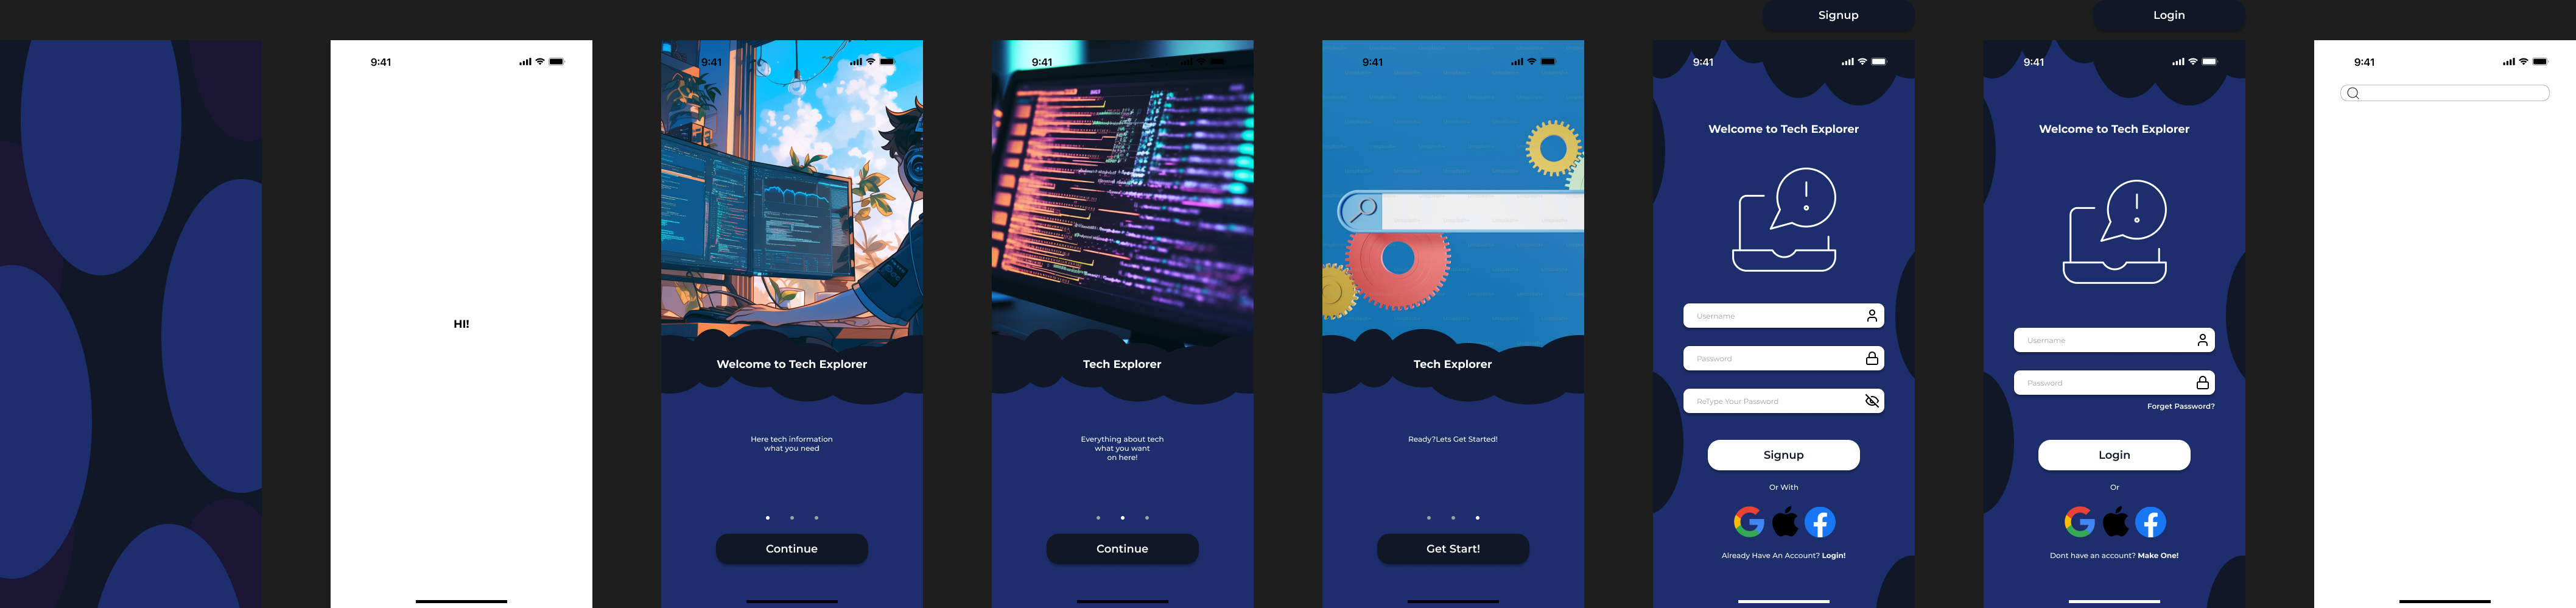 Signup
Login
9:41
HI!
9:41
Welcome to Tech Explorer
Here tech information
what you need
Continue
9:41
Tech Explorer
Everything about tech
what you want
on here!
Continue
9:41
Tech Explorer
Ready?Lets Get Started!
Get Start!
9:41
Welcome to Tech Explorer
Username
Password
ReType Your Password
Signup
Or With
Already Have An Account? Login!
9:41
Welcome to Tech Explorer
Username
Password
Forget Password?
Login
Or
Dont have an account? Make One!
9:41